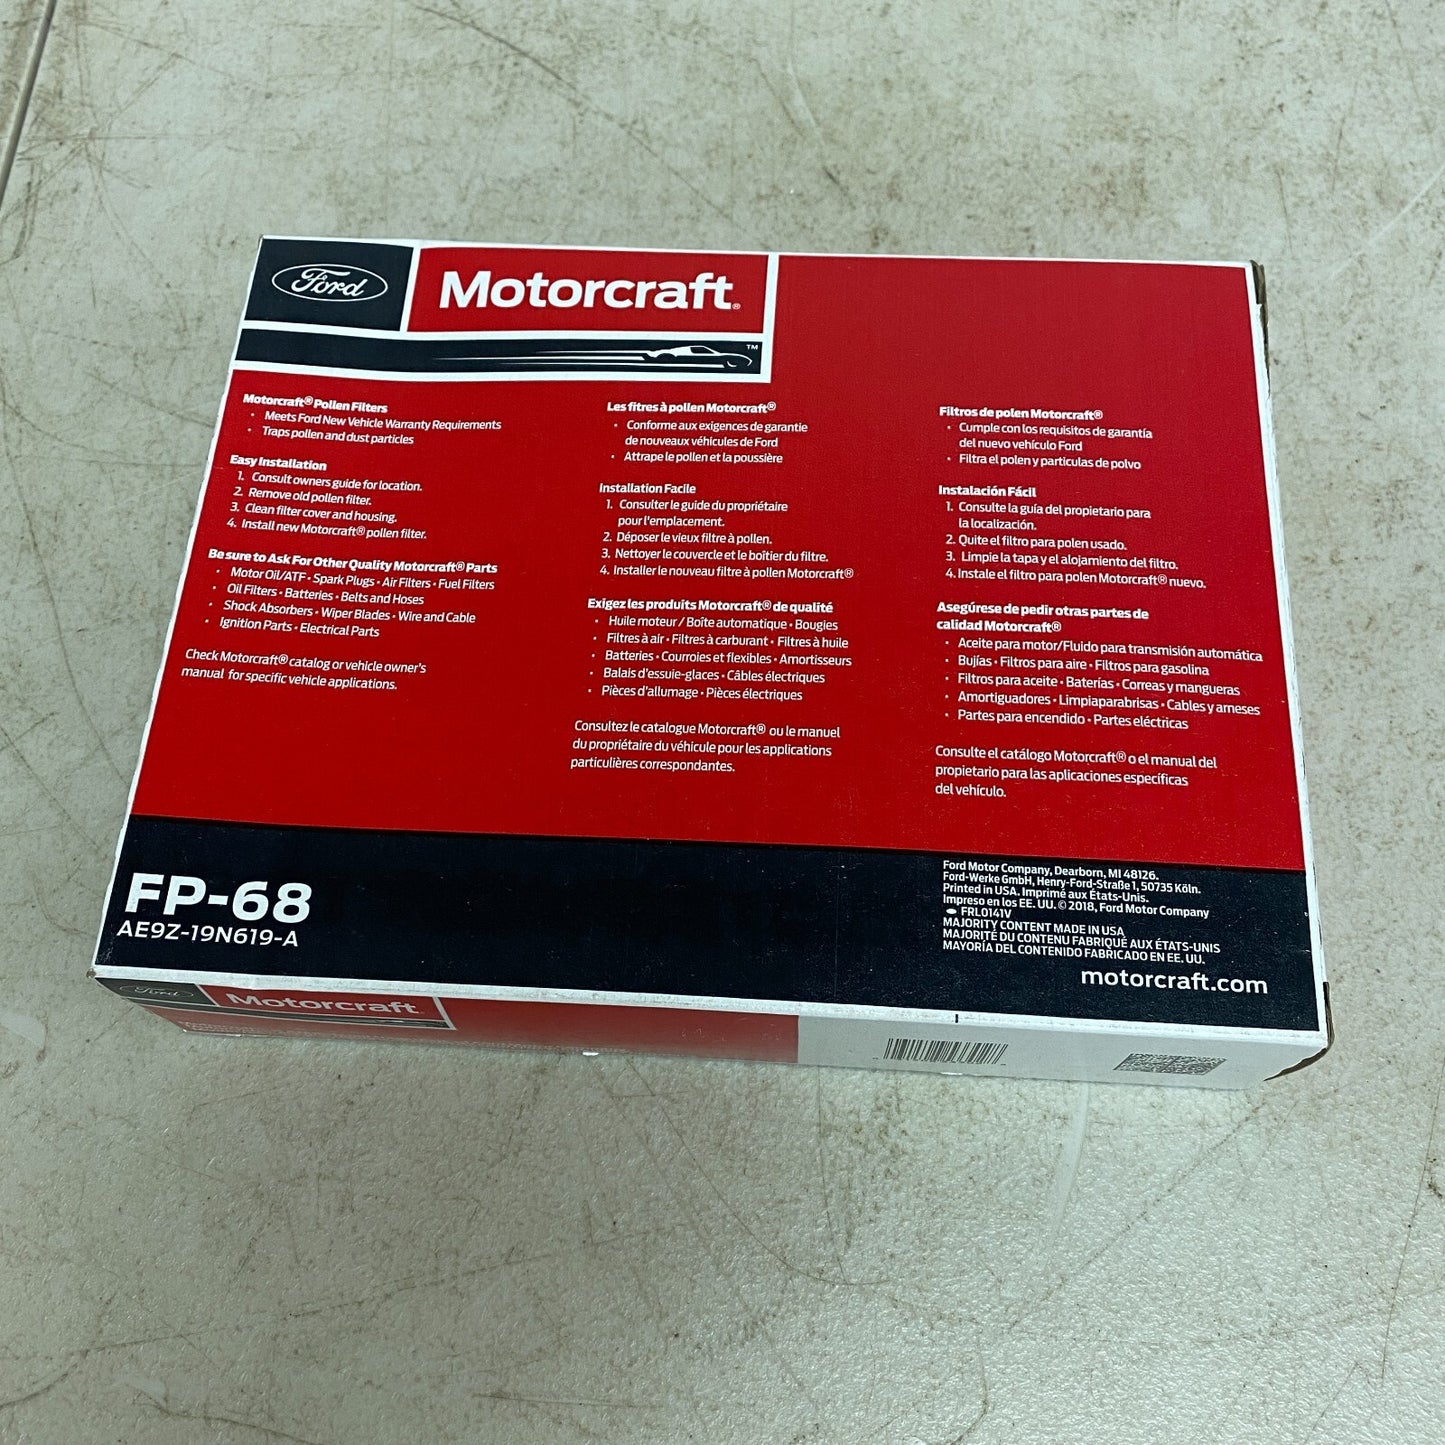 Ford
Motorcraft®
™
Motorcraft® Pollen Filters
• Meets Ford New Vehicle Warranty Requirements
• Traps pollen and dust particles
Easy Installation
1. Consult owners guide for location.
2. Remove old pollen filter.
3. Clean filter cover and housing.
4. Install new Motorcraft® pollen filter.
Be sure to Ask For Other Quality Motorcraft® Parts
• Motor Oil/ATF • Spark Plugs • Air Filters • Fuel Filters
• Oil Filters • Batteries • Belts and Hoses
• Shock Absorbers • Wiper Blades • Wire and Cable
• Ignition Parts • Electrical Parts
Check Motorcraft® catalog or vehicle owner's
manual for specific vehicle applications.
Les fitres à pollen Motorcraft®
• Conforme aux exigences de garantie
de nouveaux véhicules de Ford
• Attrape le pollen et la poussière
Installation Facile
1. Consulter le guide du propriétaire
pour l'emplacement.
2. Déposer le vieux filtre à pollen.
3. Nettoyer le couvercle et le boîtier du filtre.
4. Installer le nouveau filtre à pollen Motorcraft®
Exigez les produits Motorcraft® de qualité
• Huile moteur / Boîte automatique • Bougies
• Filtres à air • Filtres à carburant • Filtres à huile
• Batteries • Courroies et flexibles • Amortisseurs
• Balais d'essuie-glaces • Câbles électriques
• Pièces d'allumage • Pièces électriques
Consultez le catalogue Motorcraft® ou le manuel
du propriétaire du véhicule pour les applications
particulières correspondantes.
Filtros de polen Motorcraft®
• Cumple con los requisitos de garantía
del nuevo vehículo Ford
• Filtra el polen y particulas de polvo
Instalación Fácil
1. Consulte la guía del propietario para
la localización.
2. Quite el filtro para polen usado.
3. Limpie la tapa y el alojamiento del filtro.
4. Instale el filtro para polen Motorcraft® nuevo.
Asegúrese de pedir otras partes de
calidad Motorcraft®
• Aceite para motor/Fluido para transmisión automática
• Bujías • Filtros para aire • Filtros para gasolina
• Filtros para aceite • Baterías • Correas y mangueras
• Amortiguadores • Limpiaparabrisas • Cables y arneses
• Partes para encendido • Partes eléctricas
Consulte el catálogo Motorcraft® o el manual del
propietario para las aplicaciones específicas
del vehículo.
FP-68
AE9Z-19N619-A
Ford Motor Company, Dearborn, MI 48126.
Ford-Werke GmbH, Henry-Ford-Straße 1, 50735 Köln.
Printed in USA. Imprimé aux États-Unis.
Impreso en los EE. UU. © 2018, Ford Motor Company
FRL0141V
MAJORITY CONTENT MADE IN USA
MAJORITÉ DU CONTENU FABRIQUÉ AUX ÉTATS-UNIS
MAYORÍA DEL CONTENIDO FABRICADO EN EE. UU.
motorcraft.com
Ford
Motorcraft